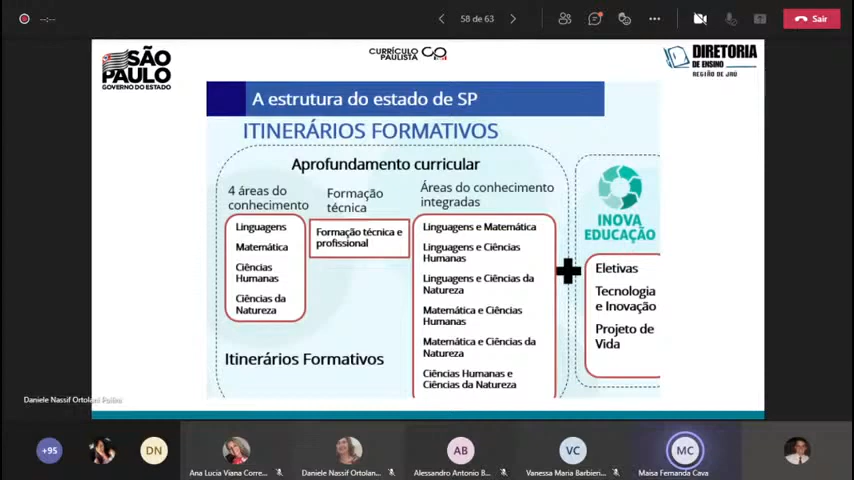 --:--
58 de 63
Sair
SÃO
PAULO
GOVERNO DO ESTADO
CURRÍCULO
PAULISTA
DIRETORIA
DE ENSINO
REGIÃO DE JAÚ
A estrutura do estado de SP
ITINERÁRIOS FORMATIVOS
Aprofundamento curricular
4 áreas do
conhecimento
Linguagens
Matemática
Ciências
Humanas
Ciências da
Natureza
Formação
técnica
Formação técnica e
profissional
Áreas do conhecimento
integradas
Linguagens e Matemática
Linguagens e Ciências
Humanas
Linguagens e Ciências da
Natureza
Matemática e Ciências
Humanas
Matemática e Ciências da
Natureza
Ciências Humanas e
Ciências da Natureza
Itinerários Formativos
INOVA
EDUCAÇÃO
Eletivas
Tecnologia
e Inovação
Projeto de
Vida
Daniele Nassif Ortolani
+95
DN
Ana Lucia Viana Corre...
Daniele Nassif Ortolan...
AB
Alessandro Antonio B...
VC
Vanessa Maria Barbieri...
MC
Maisa Fernanda Cava